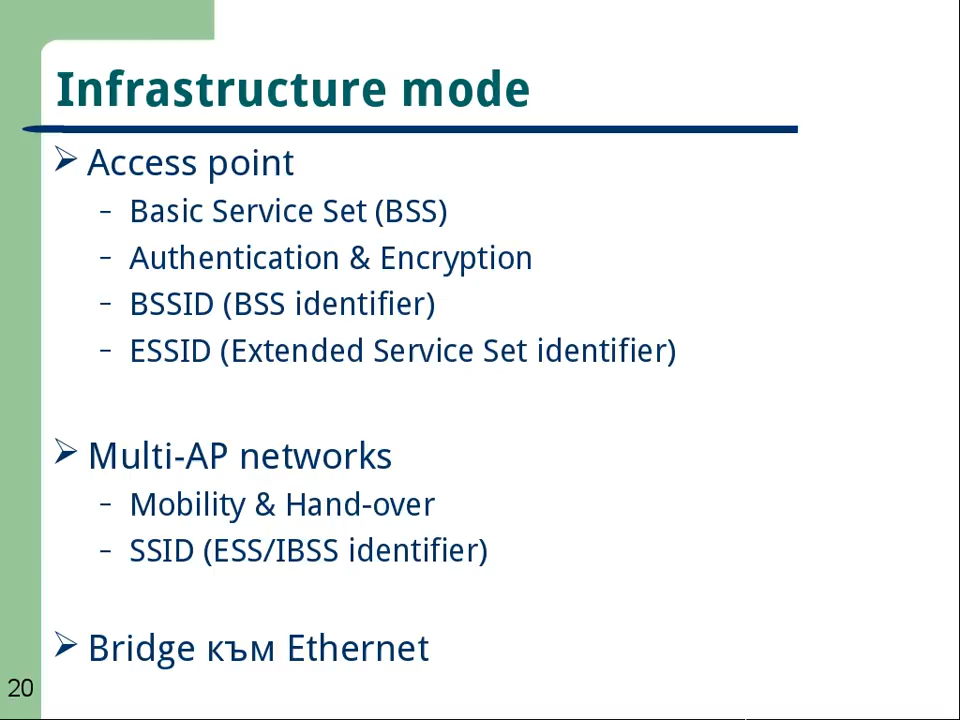 Infrastructure mode
➢ Access point
– Basic Service Set (BSS)
– Authentication & Encryption
– BSSID (BSS identifier)
– ESSID (Extended Service Set identifier)
➢ Multi-AP networks
– Mobility & Hand-over
– SSID (ESS/IBSS identifier)
➢ Bridge към Ethernet
20